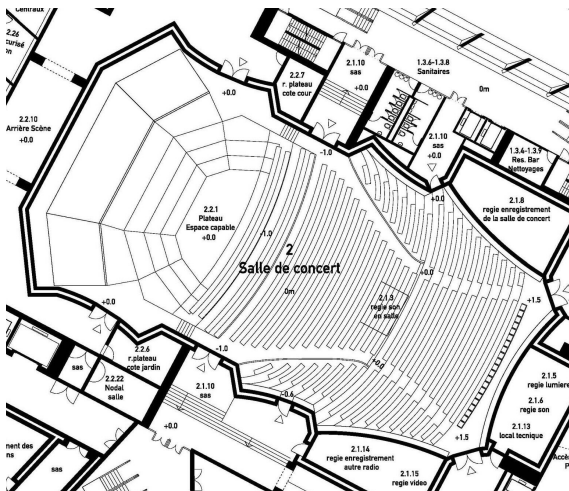 Centraux
2.2.10
Arrière Scène
+0.0
+0.0
2.2.7
r. plateau
cote cour
2.1.10
sas
+0.0
1.3.6-1.3.8
Sanitaires
0m
2.1.10
sas
+0.0
1.3.6-1.3.9
Res. Bar
Nettoyages
-1.0
+0.0
2.1.8
regie enregistrement
de la salle de concert
2.2.1
Plateau
Espace capable
+0.0
-1.0
2
Salle de concert
0m
+0.0
2.1.3
regie son
en salle
+1.5
+0.0
-1.0
+0.0
2.2.6
r.plateau
cote jardin
sas
2.2.22
Nodal
salle
2.1.10
sas
-0.6
+0.0
sas
2.1.5
regie lumiere
2.1.6
regie son
2.1.13
local tecnique
+1.5
2.1.14
regie enregistrement
autre radio
2.1.15
regie video